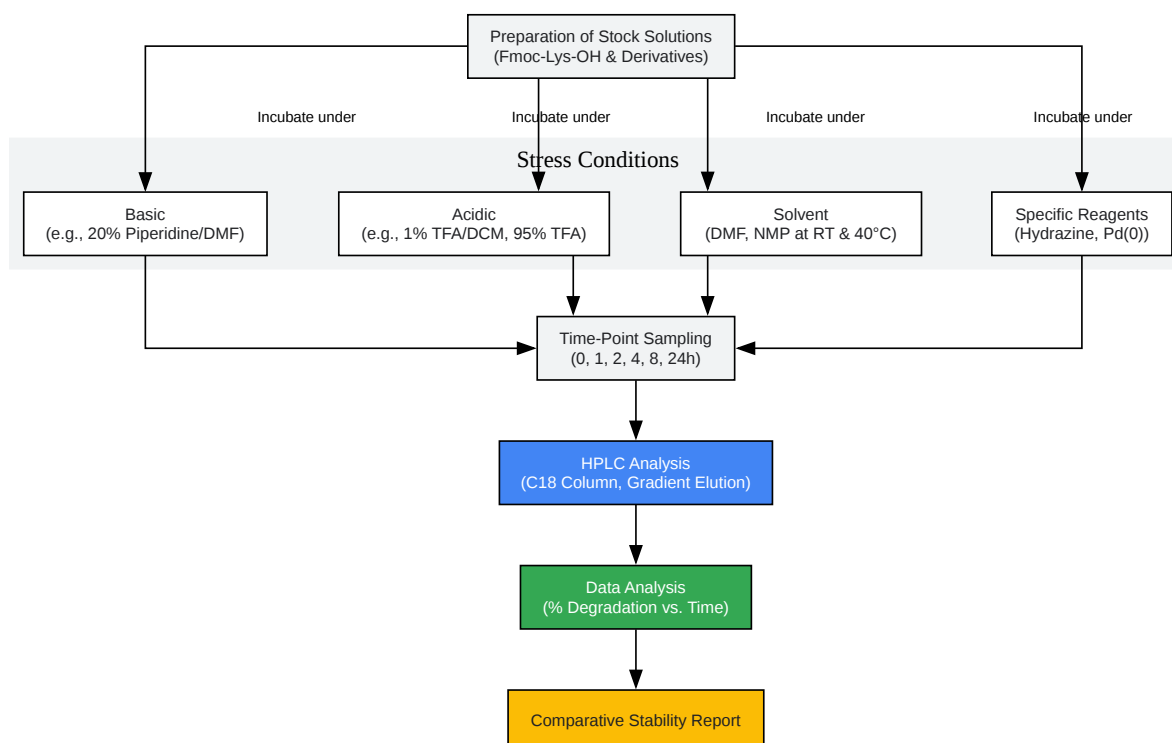 Preparation of Stock Solutions
(Fmoc-Lys-OH & Derivatives)
Incubate under
Incubate under
Incubate under
Incubate under
Stress Conditions
Basic
(e.g., 20% Piperidine/DMF)
Acidic
(e.g., 1% TFA/DCM, 95% TFA)
Solvent
(DMF, NMP at RT & 40°C)
Specific Reagents
(Hydrazine, Pd(0))
Time-Point Sampling
(0, 1, 2, 4, 8, 24h)
HPLC Analysis
(C18 Column, Gradient Elution)
Data Analysis
(% Degradation vs. Time)
Comparative Stability Report